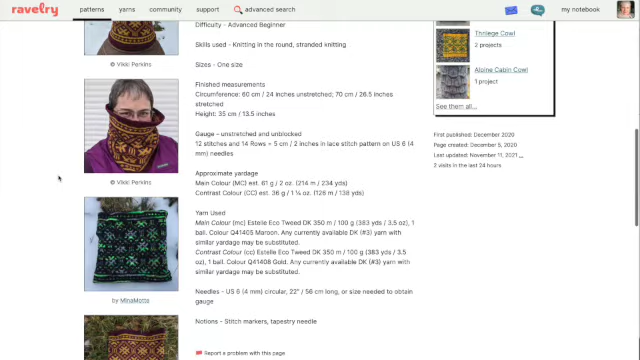 ravelry
patterns
yarns
community
support
advanced search
my notebook
Difficulty - Advanced Beginner
Skills used - Knitting in the round, stranded knitting
© Vikki Perkins
Sizes - One size
Finished measurements
Circumference: 60 cm / 24 inches unstretched; 70 cm / 26.5 inches
stretched
Height: 35 cm / 13.5 inches
Gauge - unstretched and unblocked
12 stitches and 14 Rows = 5 cm / 2 inches in lace stitch pattern on US 6 (4
mm) needles
Approximate yardage
Main Colour (MC) est. 61 g / 2 oz. (214 m / 234 yds)
Contrast Colour (CC) est. 36 g / 1 ¼ oz. (126 m / 138 yds)
© Vikki Perkins
Yarn Used
Main Colour (mc) Estelle Eco Tweed DK 350 m / 100 g (383 yds / 3.5 oz), 1
ball. Colour Q41405 Maroon. Any currently available DK (#3) yarn with
similar yardage may be substituted.
Contrast Colour (cc) Estelle Eco Tweed DK 350 m / 100 g (383 yds / 3.5
oz), 1 ball. Colour Q41408 Gold. Any currently available DK (#3) yarn with
similar yardage may be substituted.
Needles - US 6 (4 mm) circular, 22" / 56 cm long, or size needed to obtain
gauge
by MinaMotte
Notions - Stitch markers, tapestry needle
Report a problem with this page
Thrilege Cowl
2 projects
Alpine Cabin Cowl
1 project
See them all...
First published: December 2020
Page created: December 5, 2020
Last updated: November 11, 2021 ...
2 visits in the last 24 hours